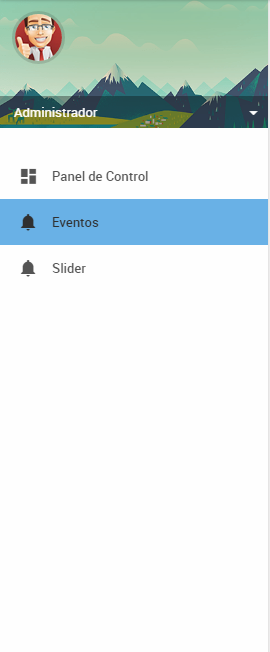 Administrador
Panel de Control
Eventos
Slider